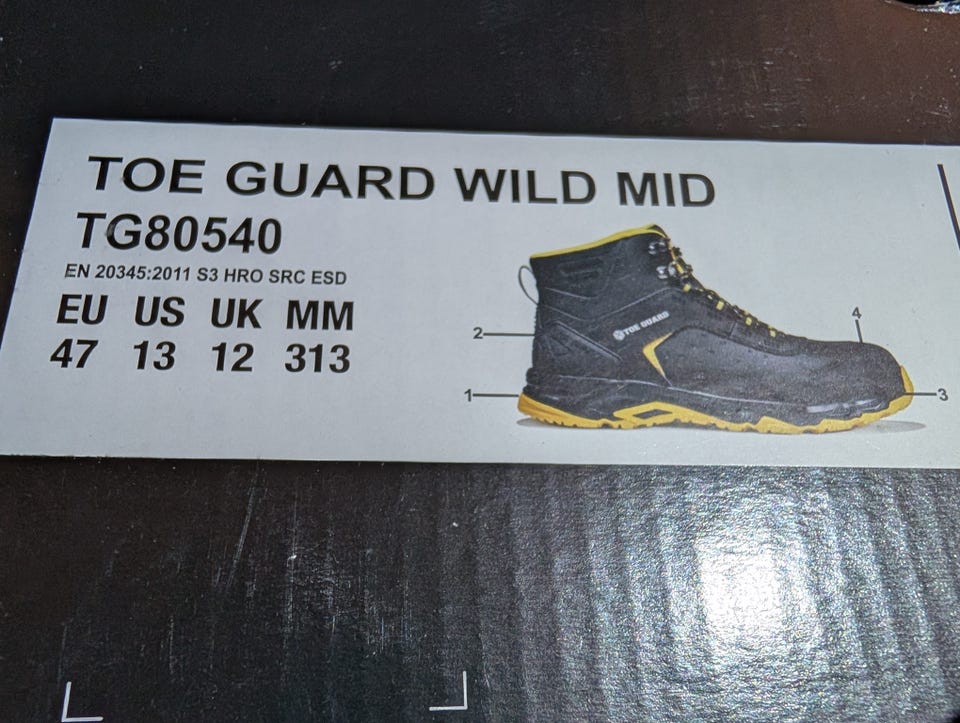 TOE GUARD WILD MID
TG80540
EN 20345:2011 S3 HRO SRC ESD
EU US UK MM
47 13 12 313
TOE GUARD
4
2
1
3